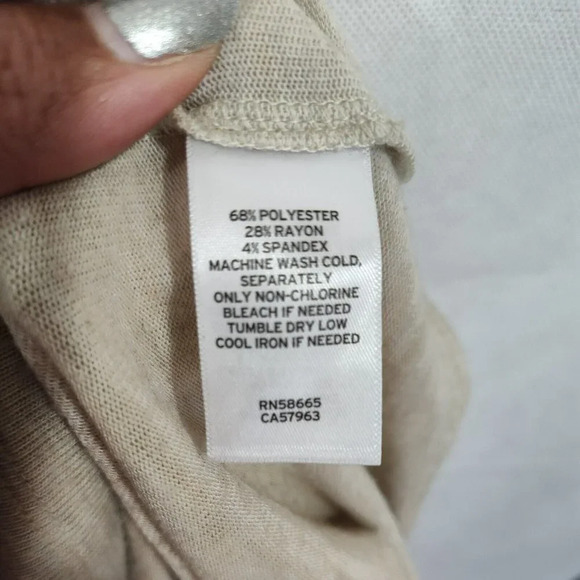 68% POLYESTER
28% RAYON
4% SPANDEX
MACHINE WASH COLD,
SEPARATELY
ONLY NON-CHLORINE
BLEACH IF NEEDED
TUMBLE DRY LOW
COOL IRON IF NEEDED
RN58665
CA57963